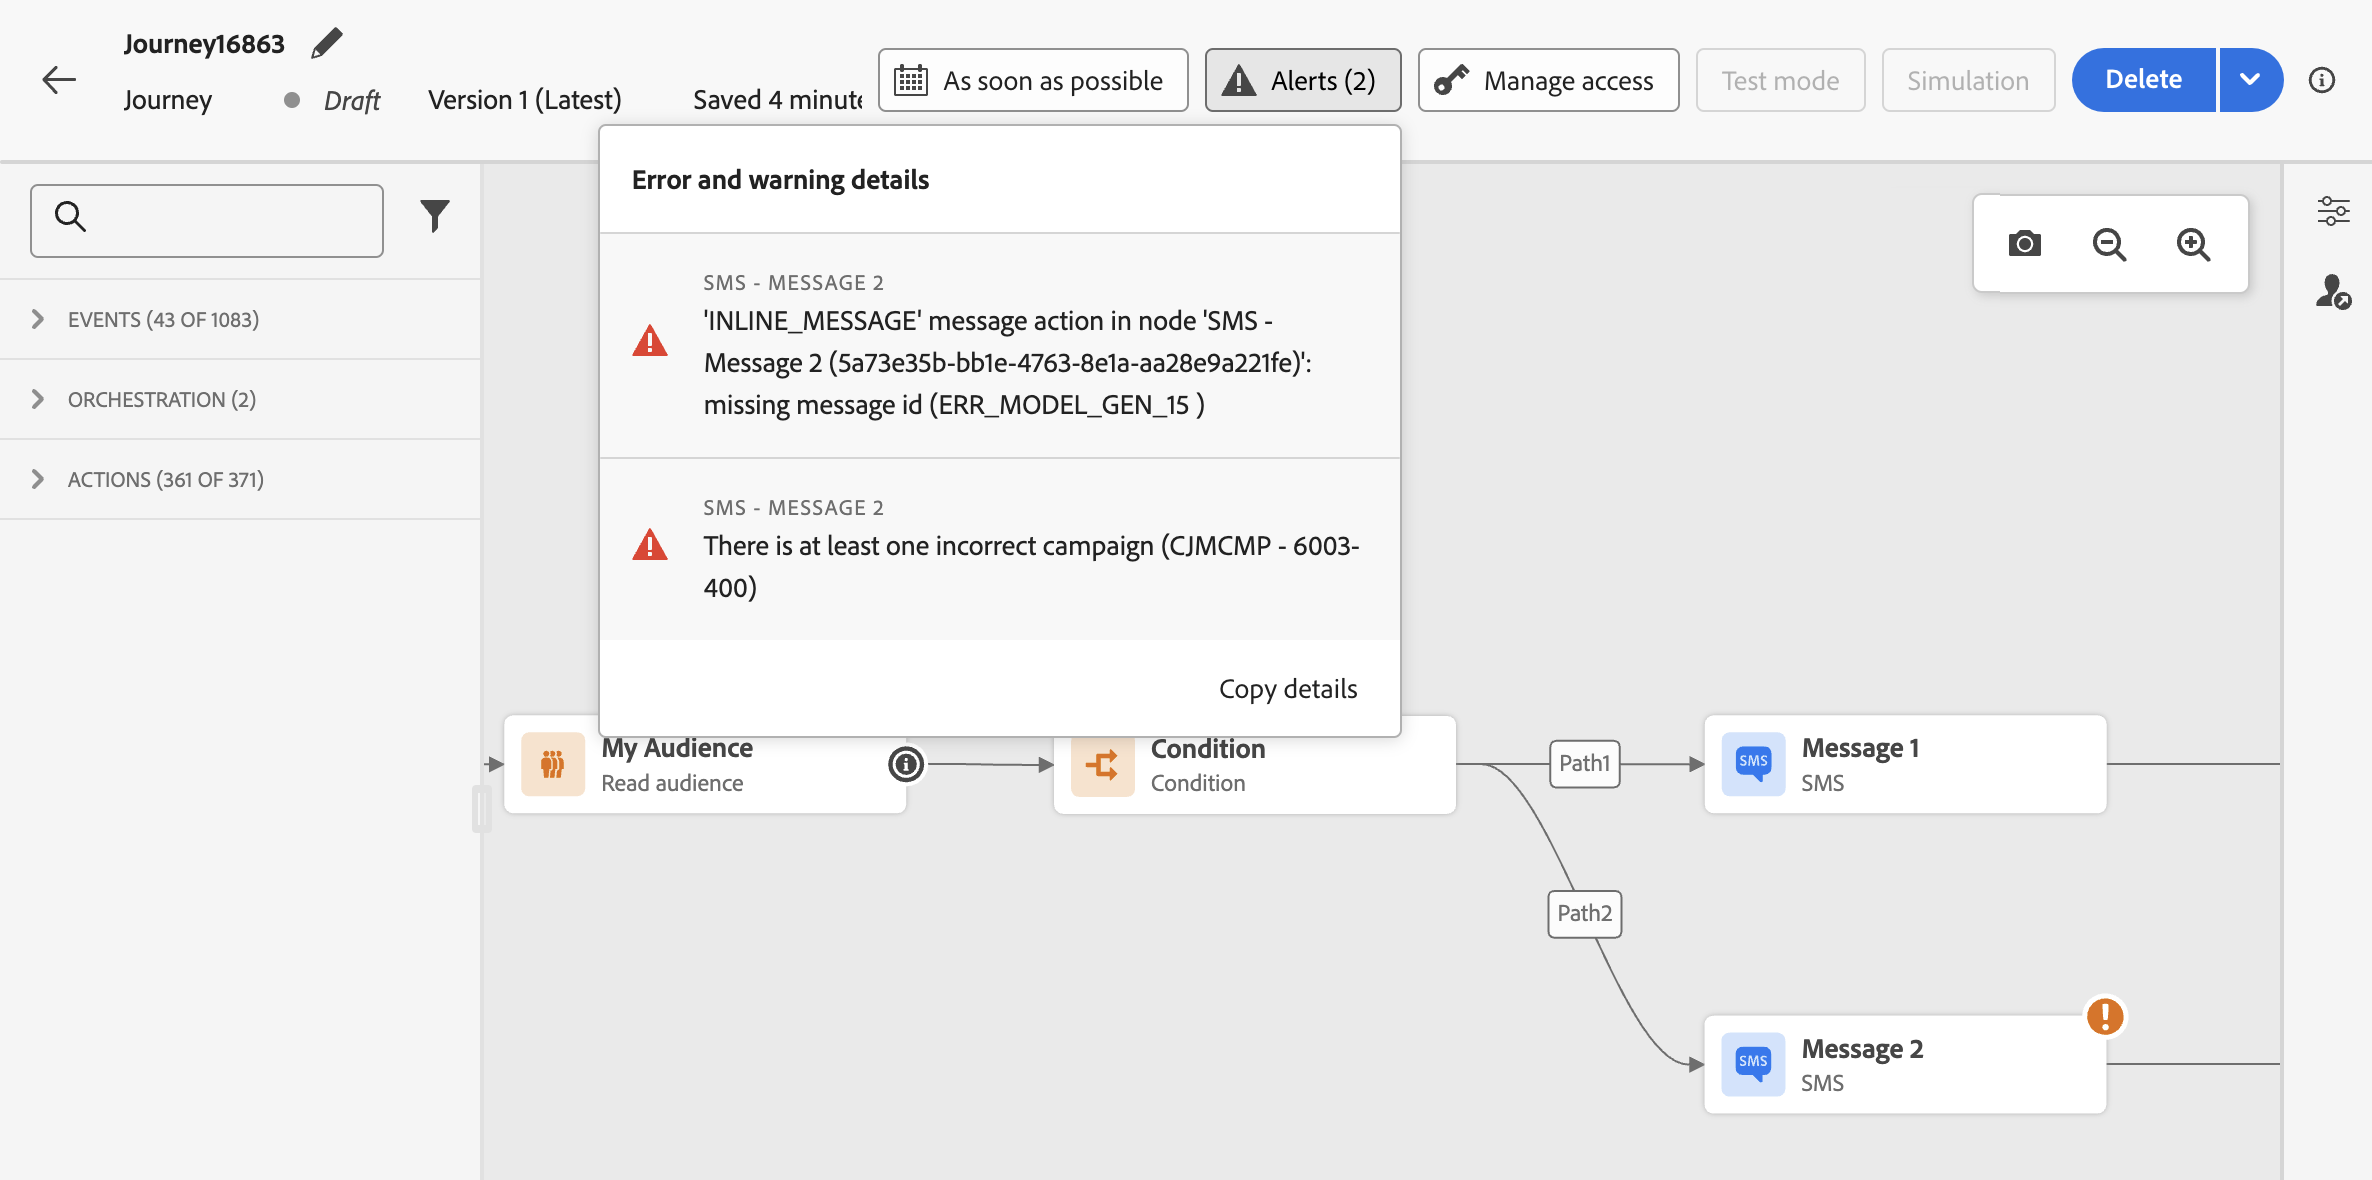 Journey16863
Journey
Draft
Version 1 (Latest)
Saved 4 minute
As soon as possible
Alerts (2)
Manage access
Test mode
Simulation
Delete
Error and warning details
SMS - MESSAGE 2
'INLINE_MESSAGE' message action in node 'SMS -
Message 2 (5a73e35b-bb1e-4763-8e1a-aa28e9a221fe)':
missing message id (ERR_MODEL_GEN_15 )
SMS - MESSAGE 2
There is at least one incorrect campaign (CJMCMP - 6003-
400)
Copy details
EVENTS (43 OF 1083)
ORCHESTRATION (2)
ACTIONS (361 OF 371)
My Audience
Read audience
Condition
Condition
Path1
SMS
Message 1
SMS
Path2
SMS
Message 2
SMS